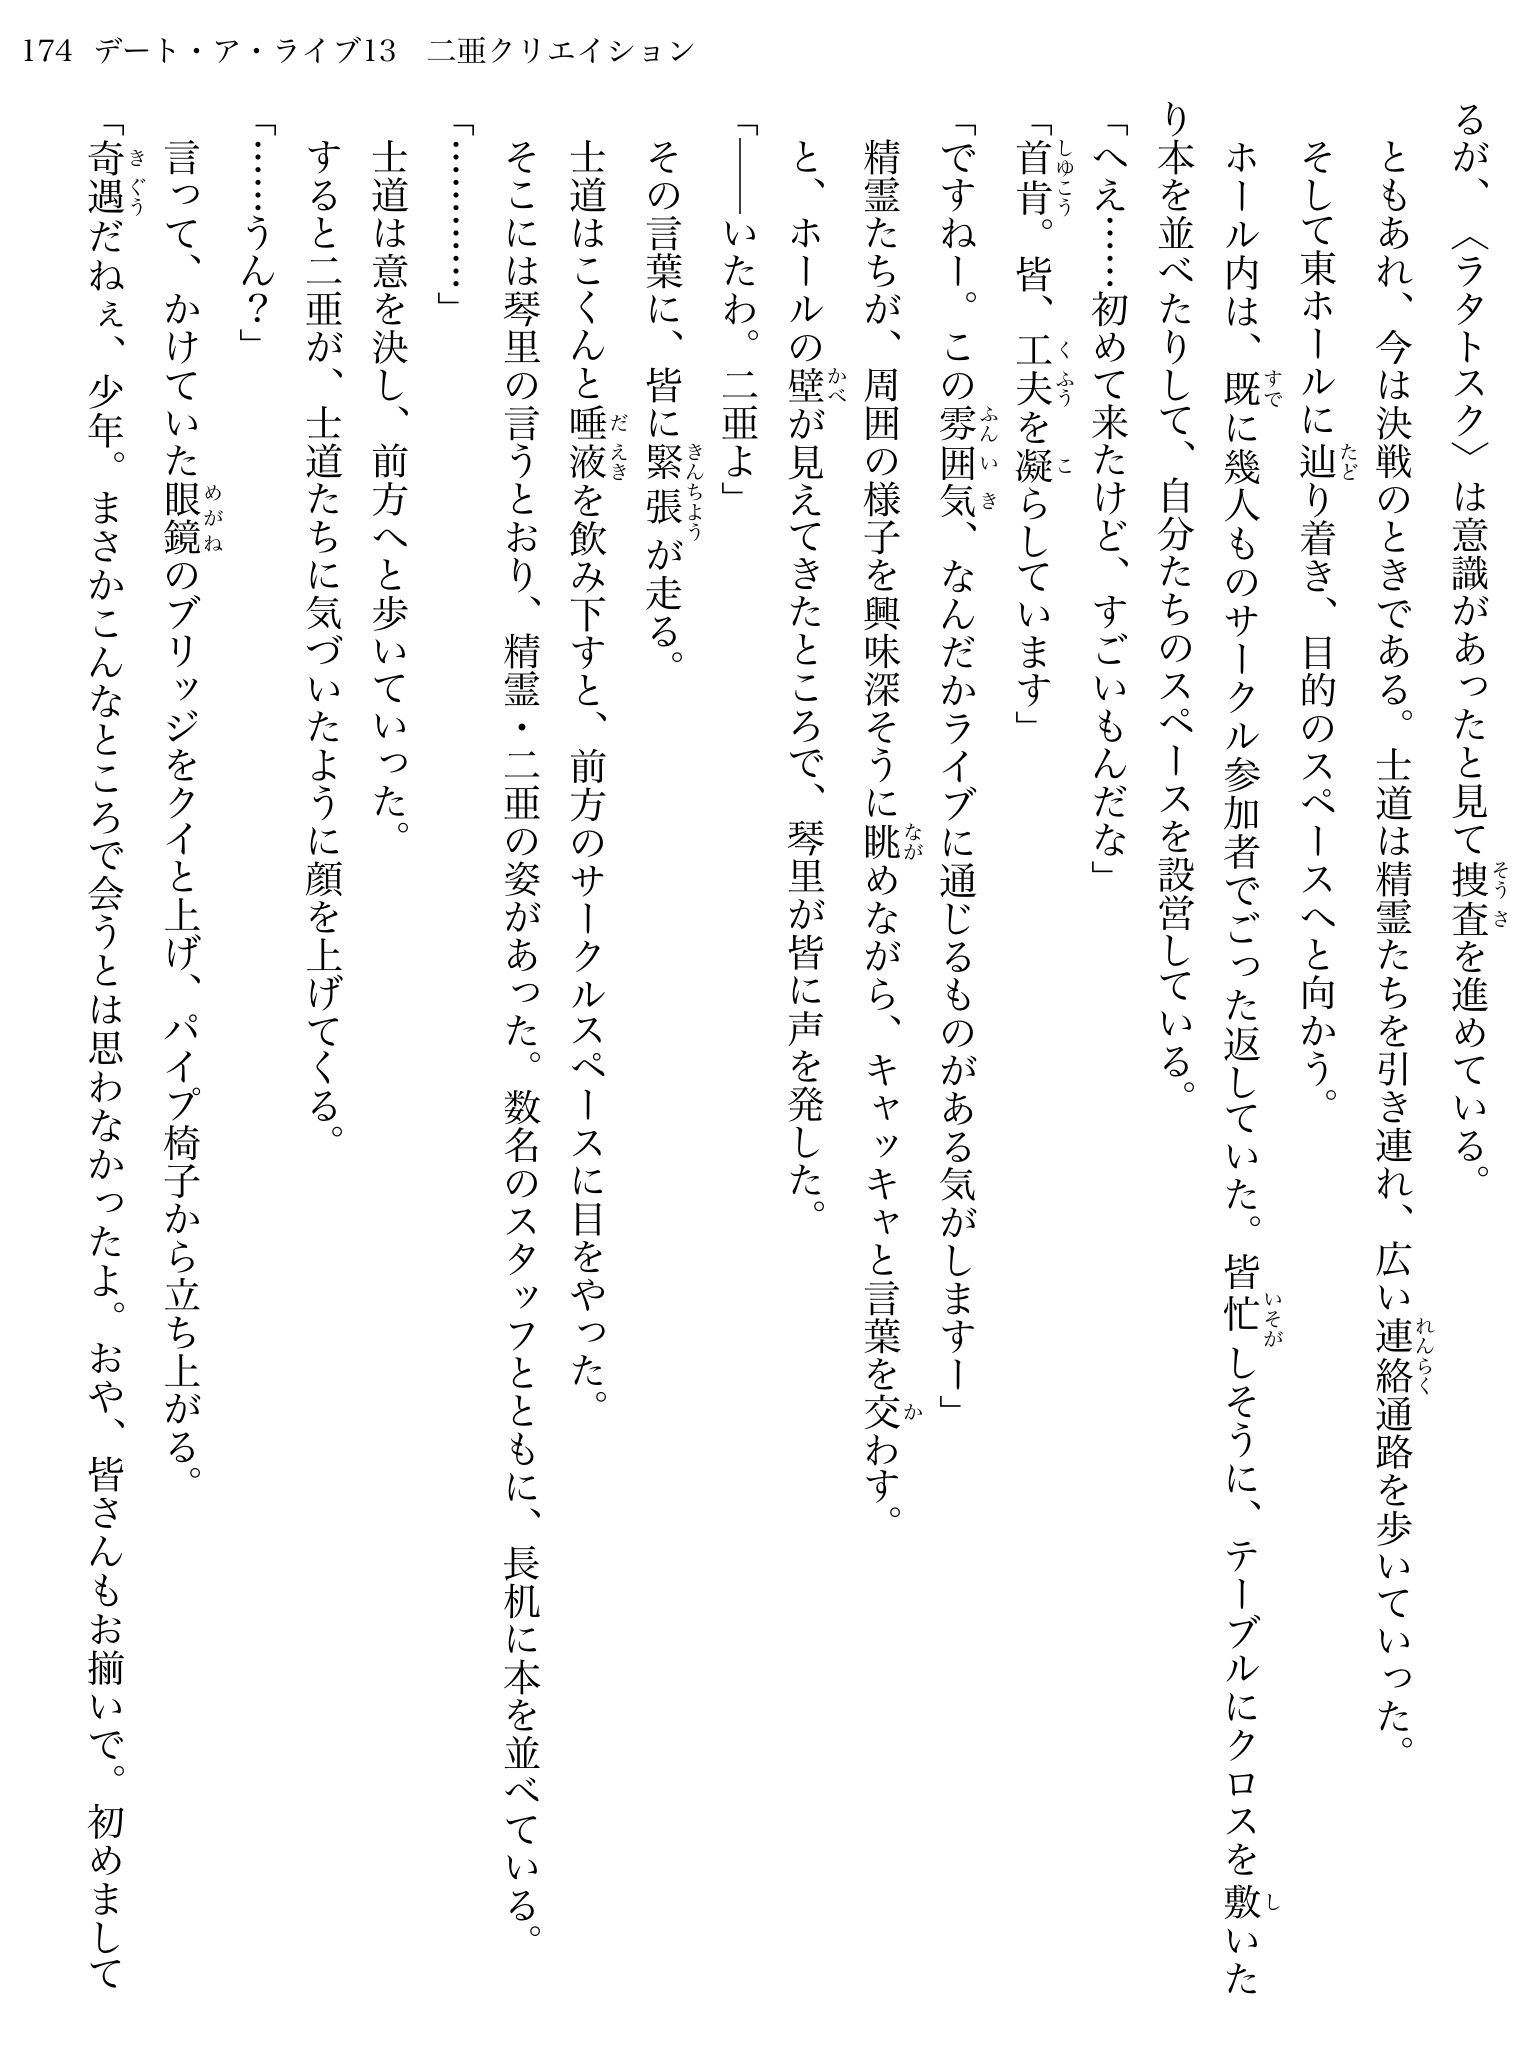 174 デート・ア・ライブ13　二亜クリエイション
るが、〈ラタトスク〉は意識があったと見て捜査を進めている。
ともあれ、今は決戦のときである。士道は精霊たちを引き連れ、広い連絡通路を歩いていった。
そして東ホールに辿り着き、目的のスペースへと向かう。
ホール内は、既に幾人ものサークル参加者でごった返していた。皆忙しそうに、テーブルにクロスを敷いた
り本を並べたりして、自分たちのスペースを設営している。
「へえ……初めて来たけど、すごいもんだな」
「首肯。皆、工夫を凝らしています」
「ですねー。この雰囲気、なんだかライブに通じるものがある気がしますー」
精霊たちが、周囲の様子を興味深そうに眺めながら、キャッキャと言葉を交わす。
と、ホールの壁が見えてきたところで、琴里が皆に声を発した。
「――いたわ。二亜よ」
その言葉に、皆に緊張が走る。
士道はこくんと唾液を飲み下すと、前方のサークルスペースに目をやった。
そこには琴里の言うとおり、精霊・二亜の姿があった。数名のスタッフとともに、長机に本を並べている。
「…………」
士道は意を決し、前方へと歩いていった。
すると二亜が、士道たちに気づいたように顔を上げてくる。
「……うん？」
言って、かけていた眼鏡のブリッジをクイと上げ、パイプ椅子から立ち上がる。
「奇遇だねぇ、少年。まさかこんなところで会うとは思わなかったよ。おや、皆さんもお揃いで。初めまして